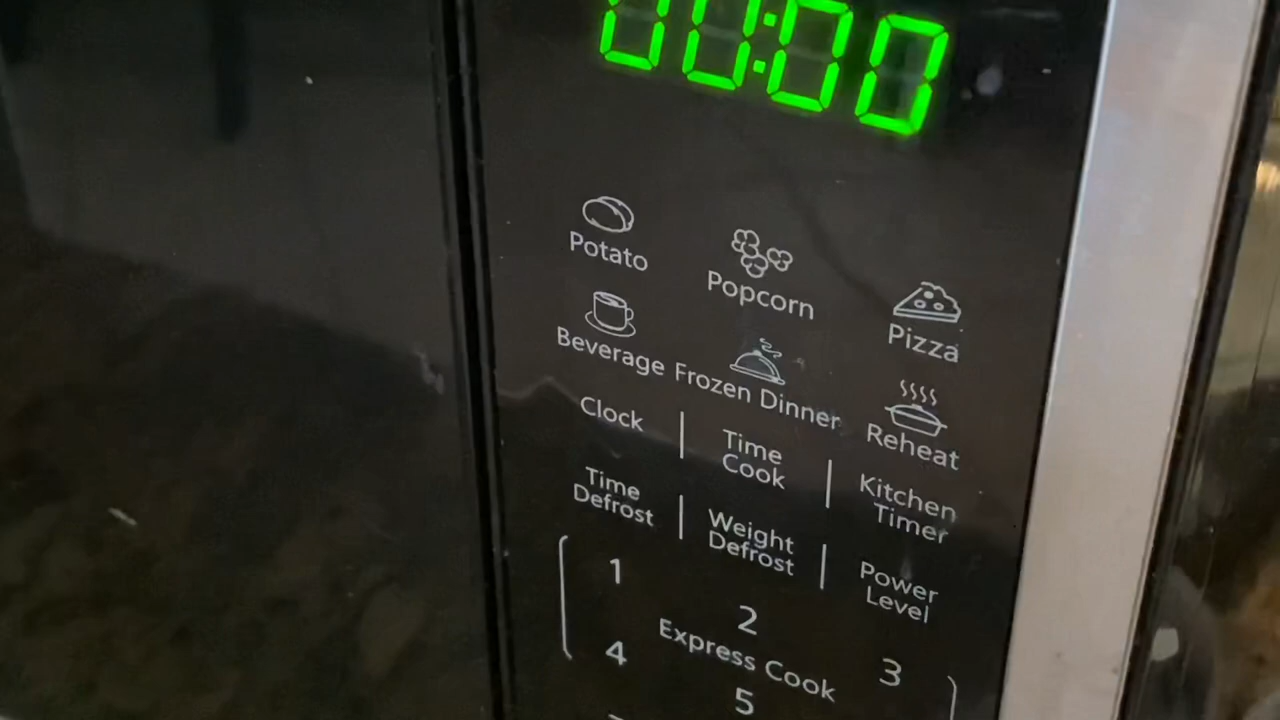 00:00
Potato
Popcorn
Pizza
Beverage
Frozen Dinner
Reheat
Clock
Time
Cook
Kitchen
Timer
Time
Defrost
Weight
Defrost
Power
Level
1
2
3
Express Cook
4
5